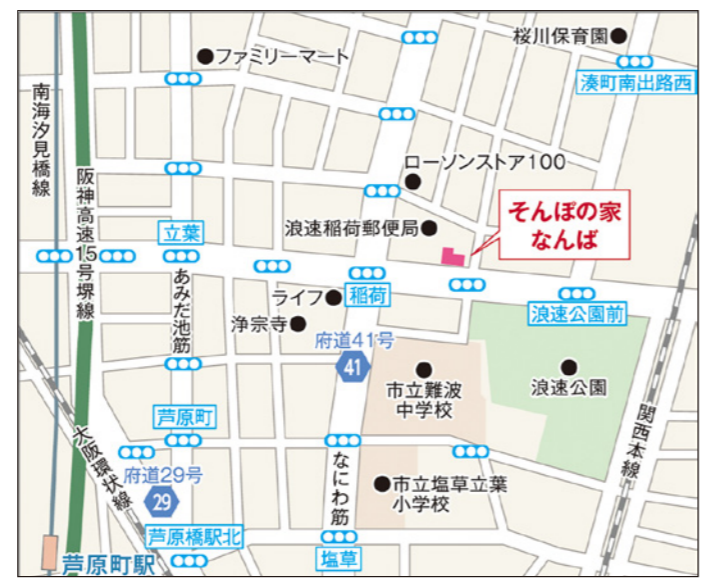 桜川保育園
ファミリーマート
湊町南出路西
南海汐見橋線
阪神高速15号堺線
ローソンストア100
そんぽの家
なんば
浪速稲荷郵便局
立葉
あみだ池筋
ライフ
稲荷
浪速公園前
浄宗寺
府道41号
41
市立難波
中学校
浪速公園
関西本線
芦原町
大阪環状線
府道29号
29
なにわ筋
市立塩草立葉
小学校
芦原橋駅北
塩草
芦原町駅